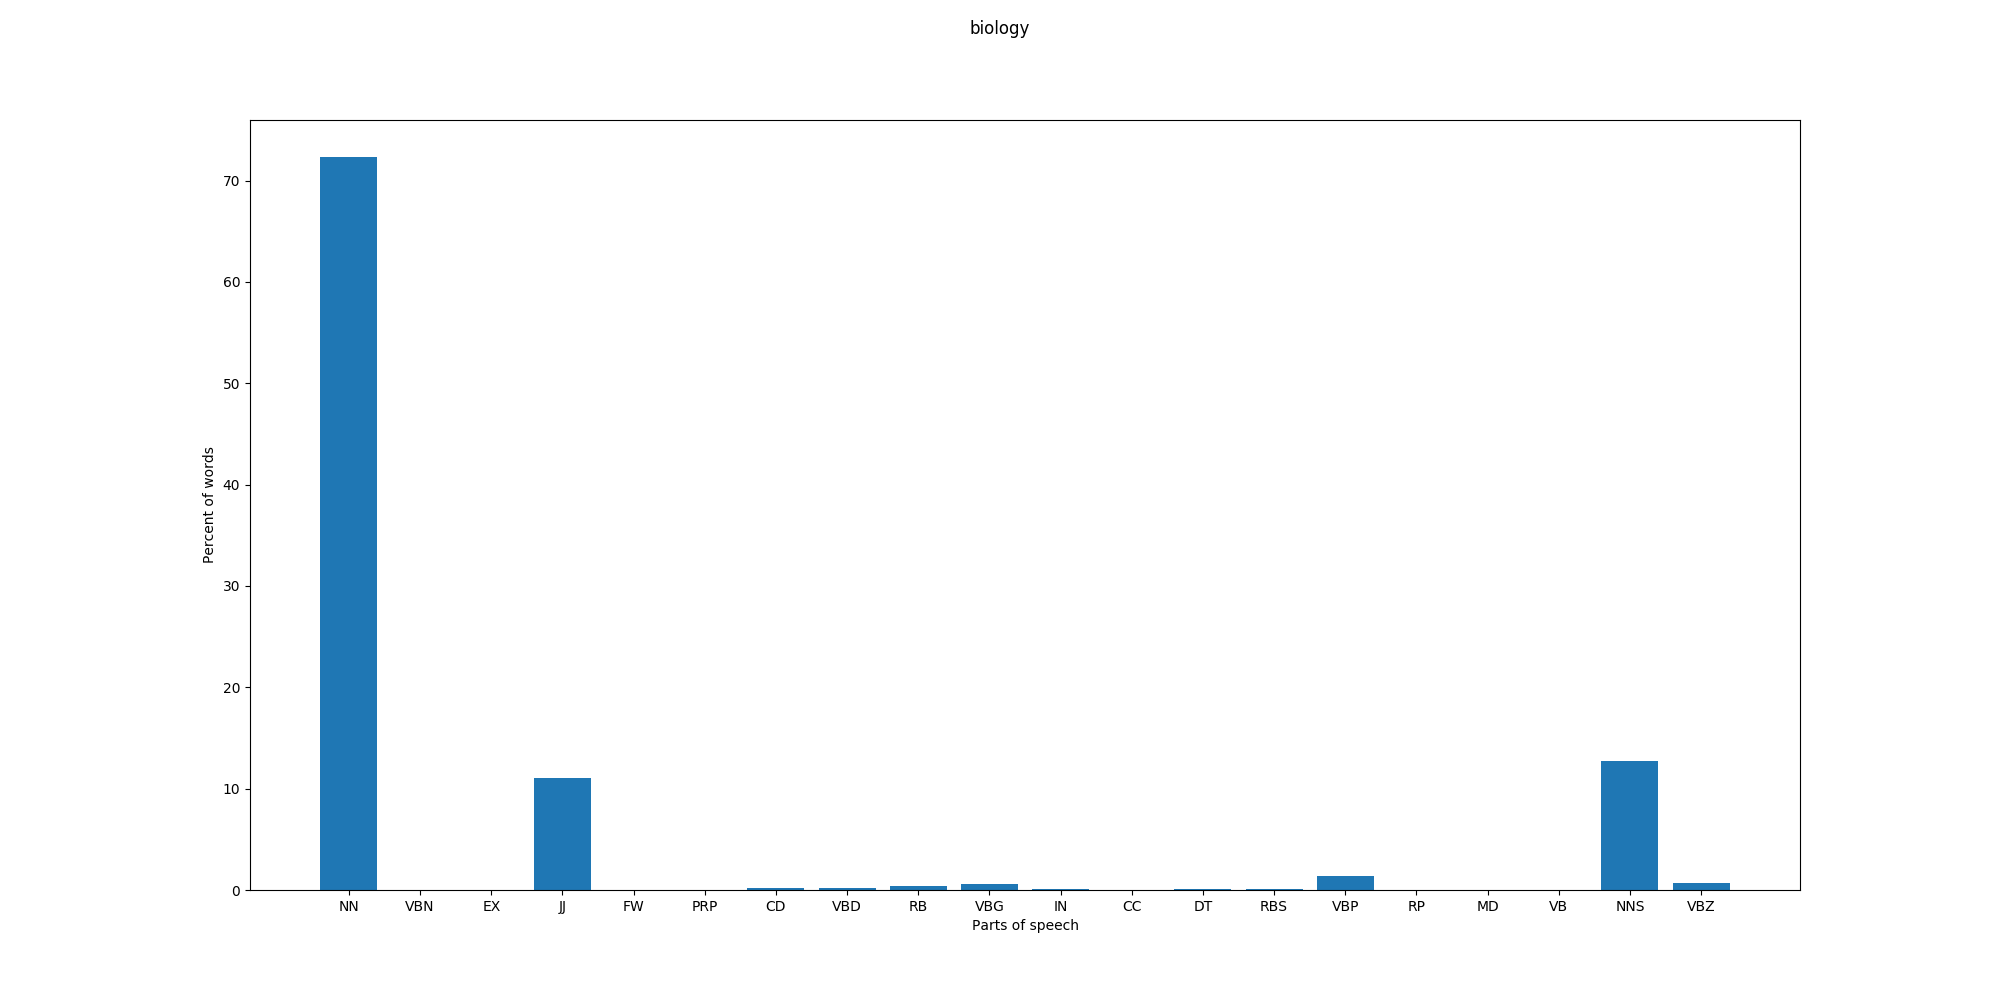 biology
Percent of words
70
60
50
40
30
20
10
0
NN VBN EX JJ FW PRP CD VBD RB VBG IN CC DT RBS VBP RP MD VB NNS VBZ
Parts of speech